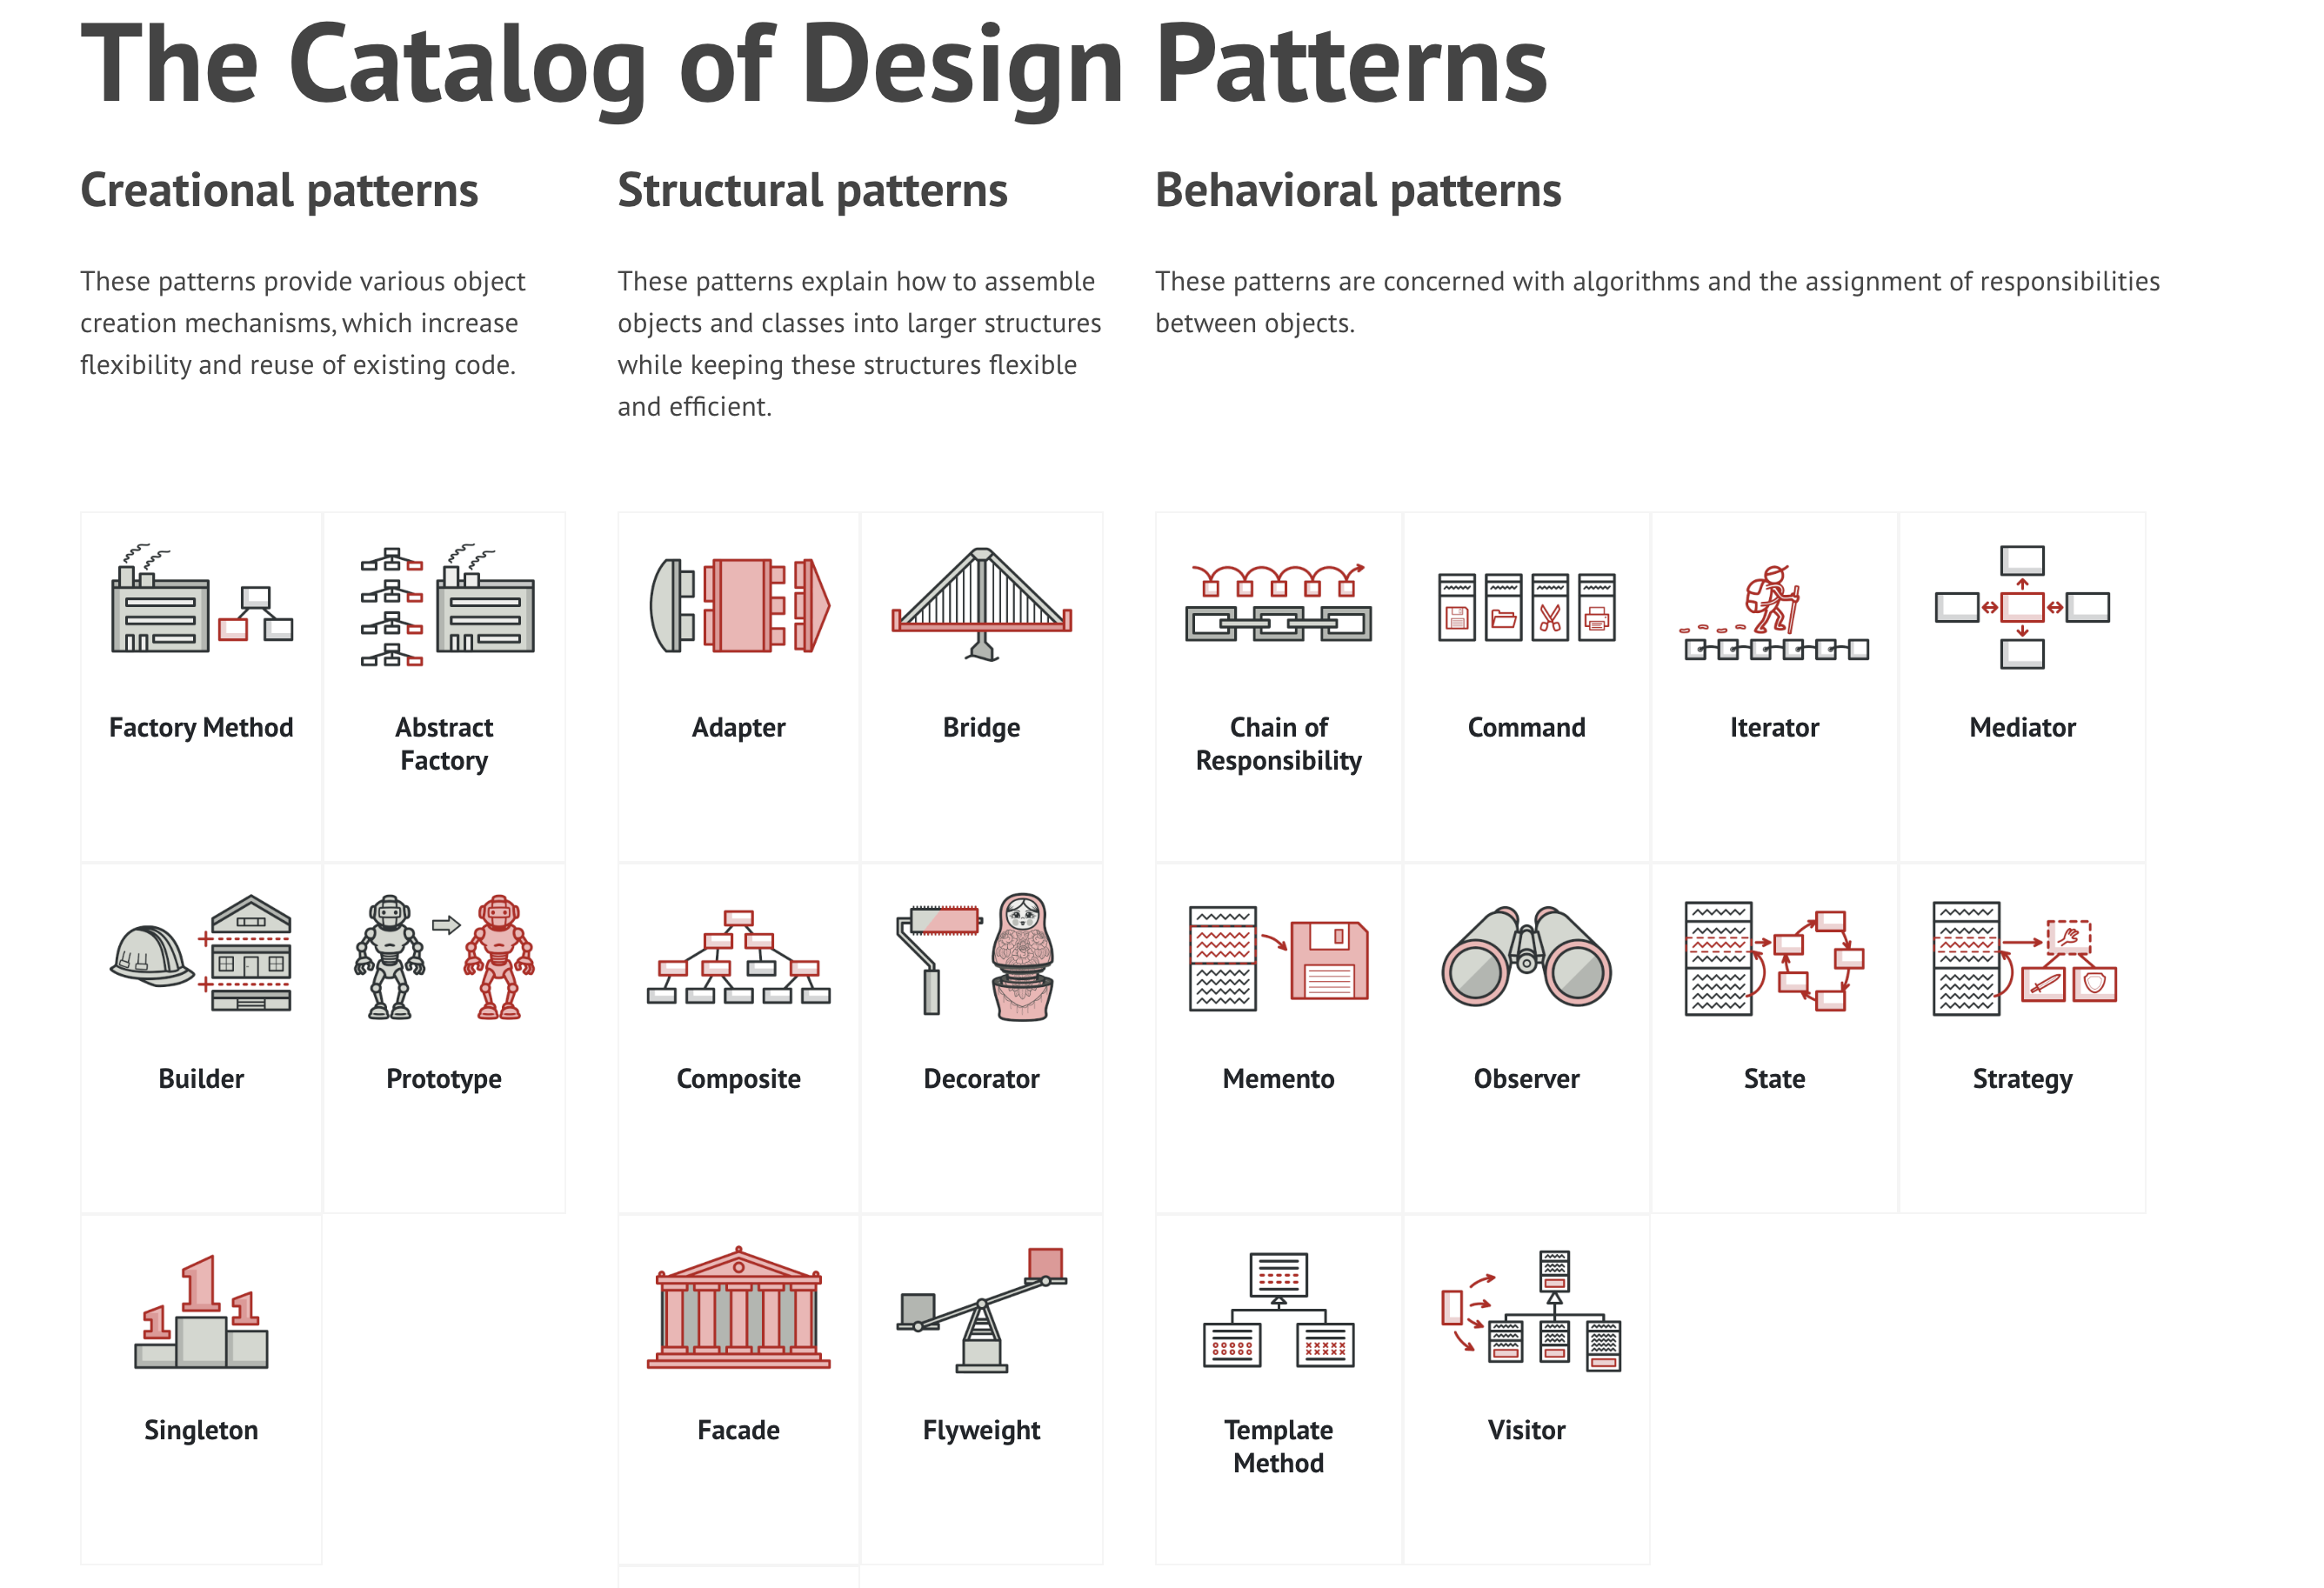 The Catalog of Design Patterns
Creational patterns
These patterns provide various object
creation mechanisms, which increase
flexibility and reuse of existing code.
Factory Method
Abstract
Factory
Builder
Prototype
1 1 1
Singleton
Structural patterns
These patterns explain how to assemble
objects and classes into larger structures
while keeping these structures flexible
and efficient.
Adapter
Bridge
Composite
Decorator
Facade
Flyweight
Behavioral patterns
These patterns are concerned with algorithms and the assignment of responsibilities
between objects.
Chain of
Responsibility
Command
Iterator
Mediator
Memento
Observer
State
Strategy
Template
Method
Visitor